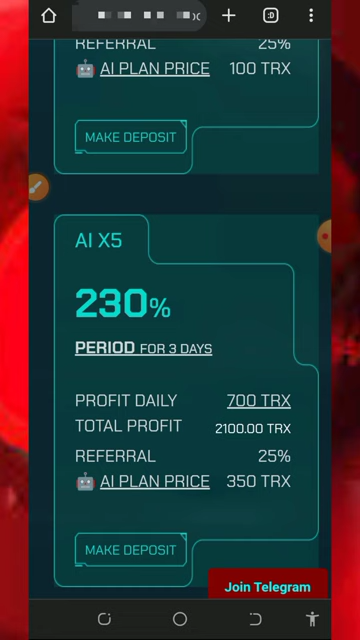 :D
REFERRAL 25%
AI PLAN PRICE 100 TRX
MAKE DEPOSIT
AI X5
230%
PERIOD FOR 3 DAYS
PROFIT DAILY 700 TRX
TOTAL PROFIT 2100.00 TRX
REFERRAL 25%
AI PLAN PRICE 350 TRX
MAKE DEPOSIT
Join Telegram